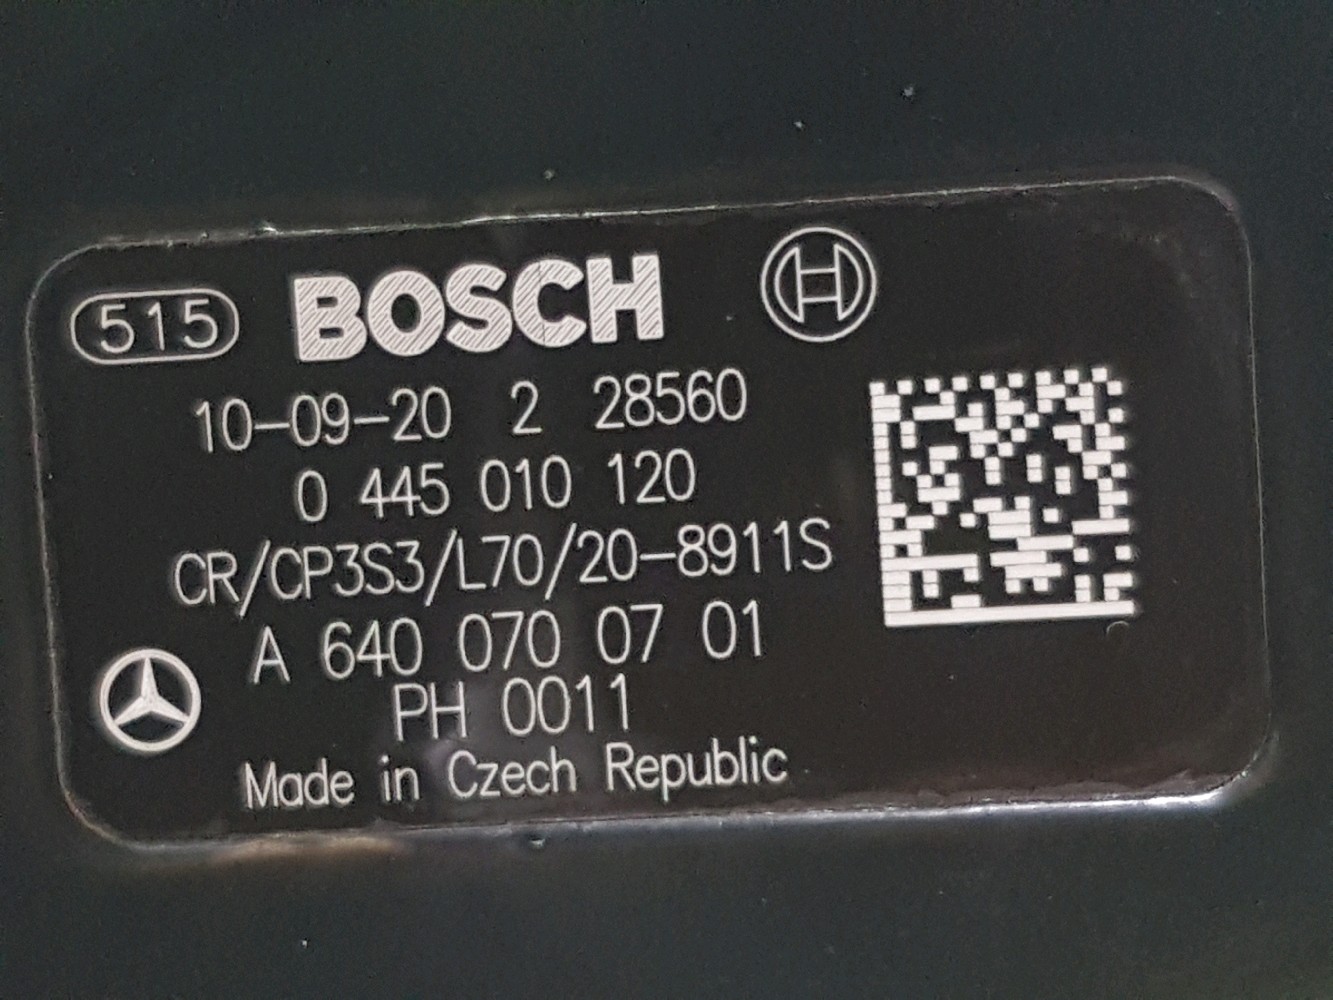 515 BOSCH
10-09-20 2 28560
0 445 010 120
CR/CP3S3/L70/20-8911S
A 640 070 07 01
PH 0011
Made in Czech Republic